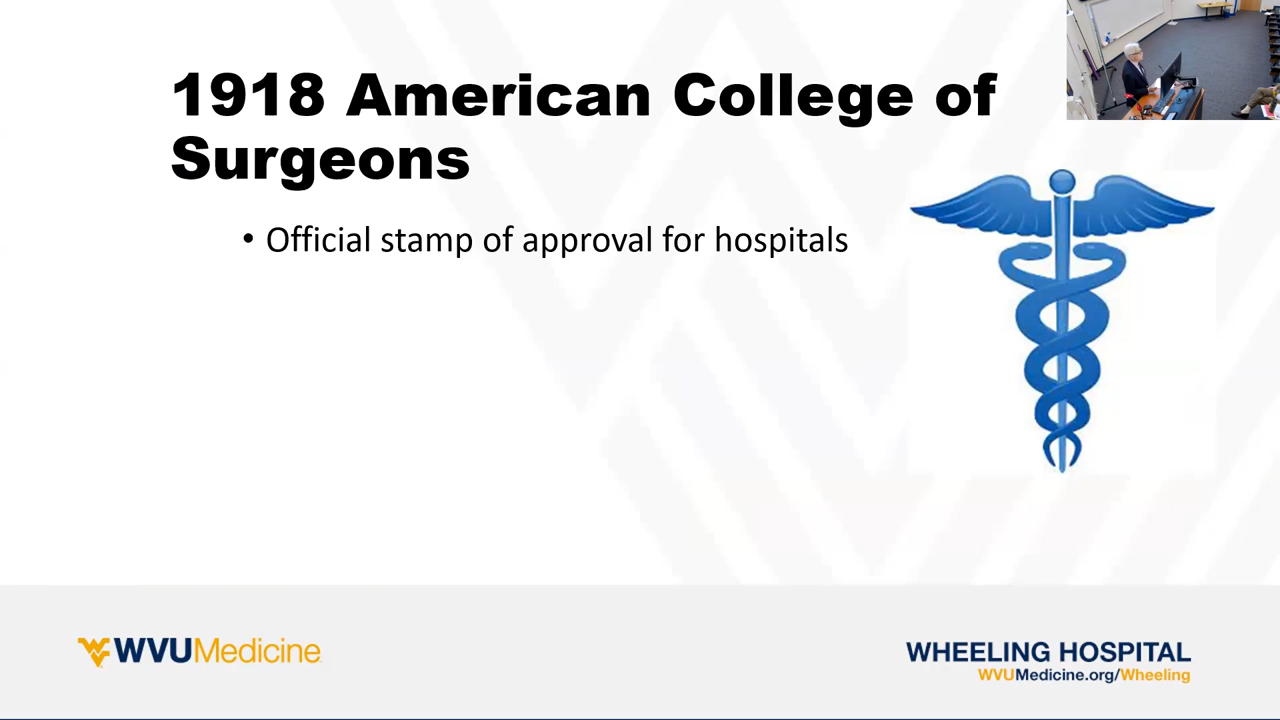 1918 American College of
Surgeons
• Official stamp of approval for hospitals
WVUMedicine
WHEELING HOSPITAL
WVUMedicine.org/Wheeling